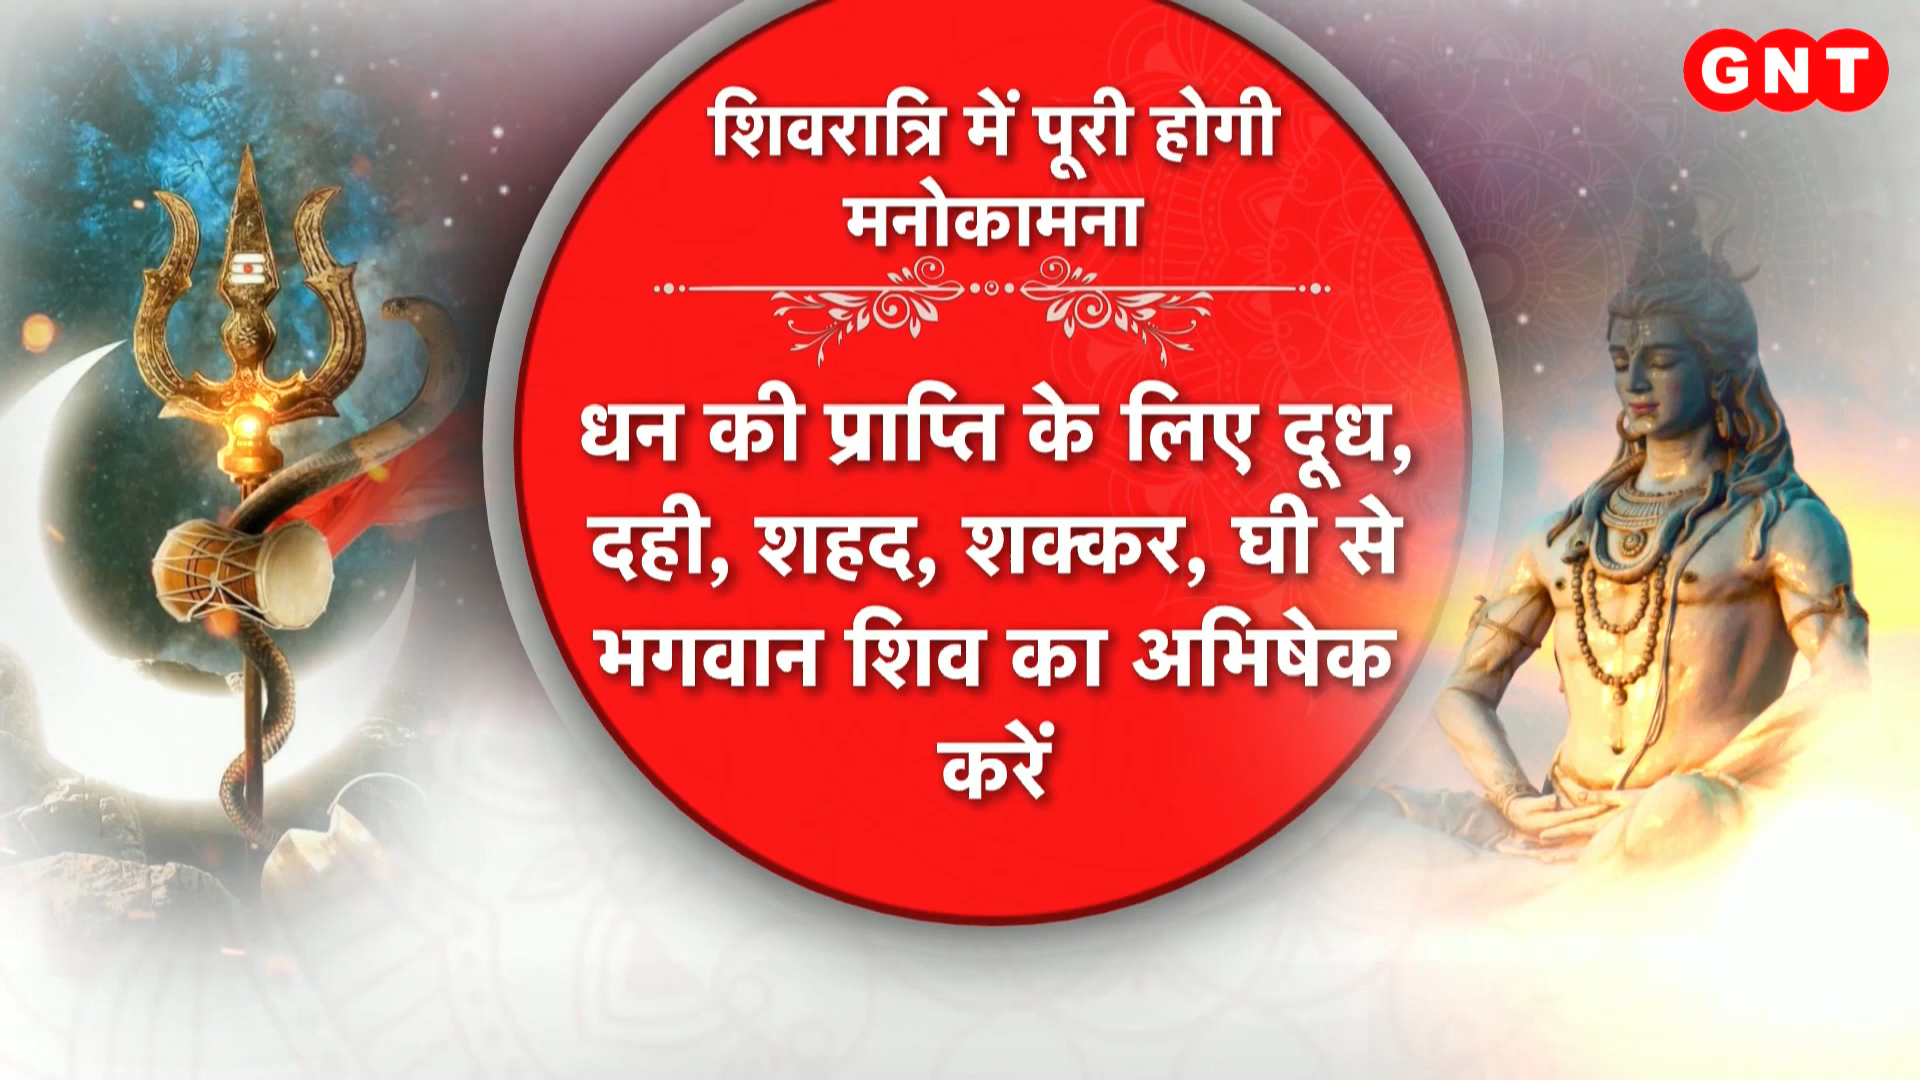 GNT
शिवरात्रि में पूरी होगी
मनोकामना
धन की प्राप्ति के लिए दूध,
दही, शहद, शक्कर, घी से
भगवान शिव का अभिषेक
करें